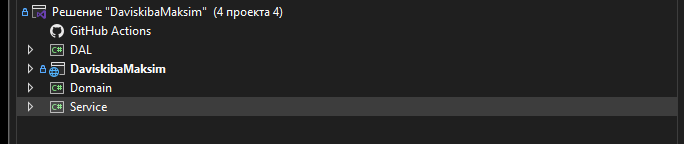 Решение "DaviskibaMaksim" (4 проекта 4)
GitHub Actions
C# DAL
DaviskibaMaksim
C# Domain
C# Service